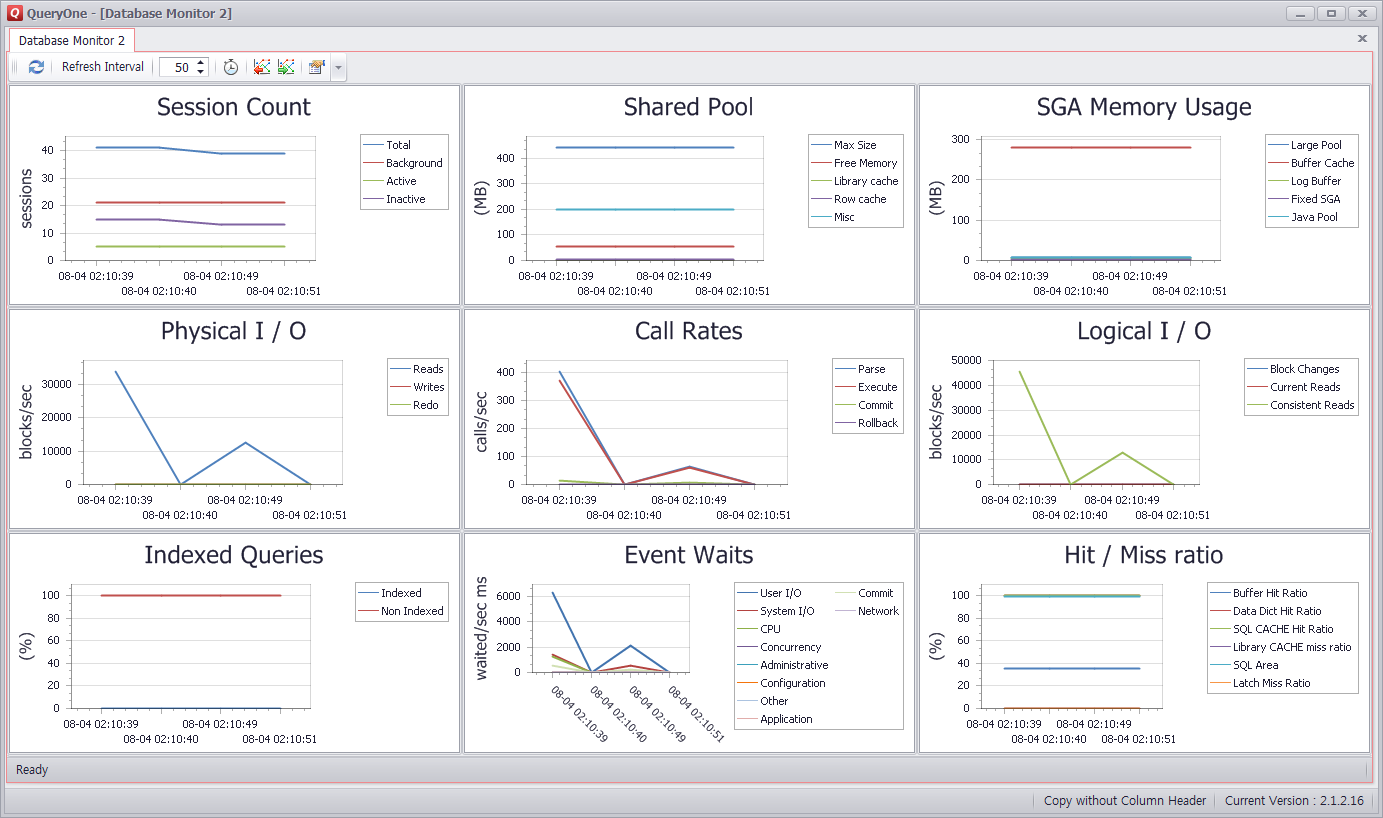 Q QueryOne - [Database Monitor 2]
Database Monitor 2
Refresh Interval 50
Session Count
sessions
40
30
20
10
0
08-04 02:10:39 08-04 02:10:49
08-04 02:10:40 08-04 02:10:51
Total
Background
Active
Inactive
Shared Pool
(MB)
400
300
200
100
0
08-04 02:10:39 08-04 02:10:49
08-04 02:10:40 08-04 02:10:51
Max Size
Free Memory
Library cache
Row cache
Misc
SGA Memory Usage
(MB)
300
200
100
0
08-04 02:10:39 08-04 02:10:49
08-04 02:10:40 08-04 02:10:51
Large Pool
Buffer Cache
Log Buffer
Fixed SGA
Java Pool
Physical I / O
blocks/sec
30000
20000
10000
0
08-04 02:10:39 08-04 02:10:49
08-04 02:10:40 08-04 02:10:51
Reads
Writes
Redo
Call Rates
calls/sec
400
300
200
100
0
08-04 02:10:39 08-04 02:10:49
08-04 02:10:40 08-04 02:10:51
Parse
Execute
Commit
Rollback
Logical I / O
blocks/sec
50000
40000
30000
20000
10000
0
08-04 02:10:39 08-04 02:10:49
08-04 02:10:40 08-04 02:10:51
Block Changes
Current Reads
Consistent Reads
Indexed Queries
(%)
100
80
60
40
20
0
08-04 02:10:39 08-04 02:10:49
08-04 02:10:40 08-04 02:10:51
Indexed
Non Indexed
Event Waits
waited/sec ms
6000
4000
2000
0
08-04 02:10:39
08-04 02:10:40
08-04 02:10:49
08-04 02:10:51
User I/O
System I/O
CPU
Concurrency
Administrative
Configuration
Other
Application
Commit
Network
Hit / Miss ratio
(%)
100
80
60
40
20
0
08-04 02:10:39 08-04 02:10:49
08-04 02:10:40 08-04 02:10:51
Buffer Hit Ratio
Data Dict Hit Ratio
SQL CACHE Hit Ratio
Library CACHE miss ratio
SQL Area
Latch Miss Ratio
Ready
Copy without Column Header Current Version : 2.1.2.16